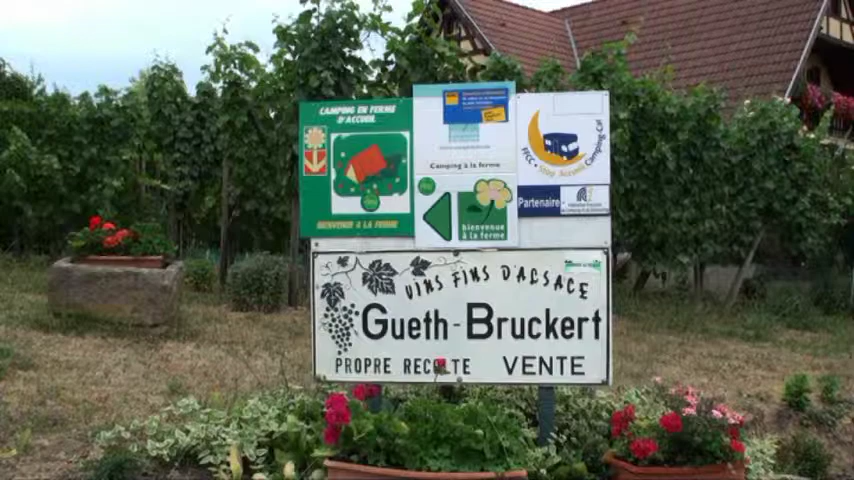 CAMPING EN FERME
D'ACCUEIL
BIENVENUE A LA FERME
Camping à la ferme
bienvenue
à la ferme
FFCC Accueil Camping-Car
Partenaire
VINS FINS D'ALSACE
Gueth-Bruckert
PROPRE RECOLTE VENTE